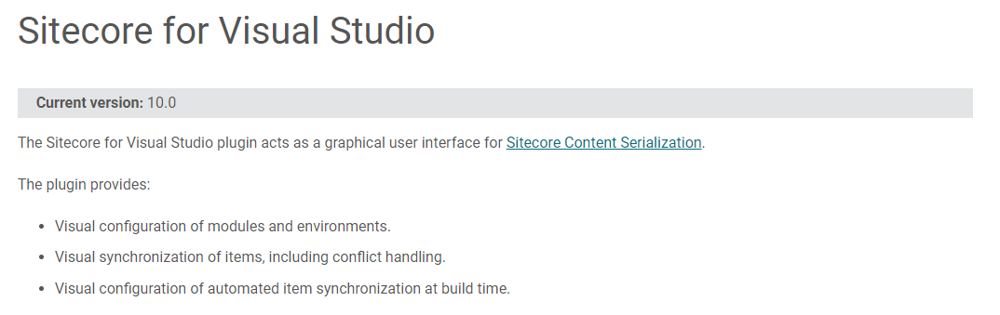 Sitecore for Visual Studio
Current version: 10.0
The Sitecore for Visual Studio plugin acts as a graphical user interface for Sitecore Content Serialization.
The plugin provides:
• Visual configuration of modules and environments.
• Visual synchronization of items, including conflict handling.
• Visual configuration of automated item synchronization at build time.